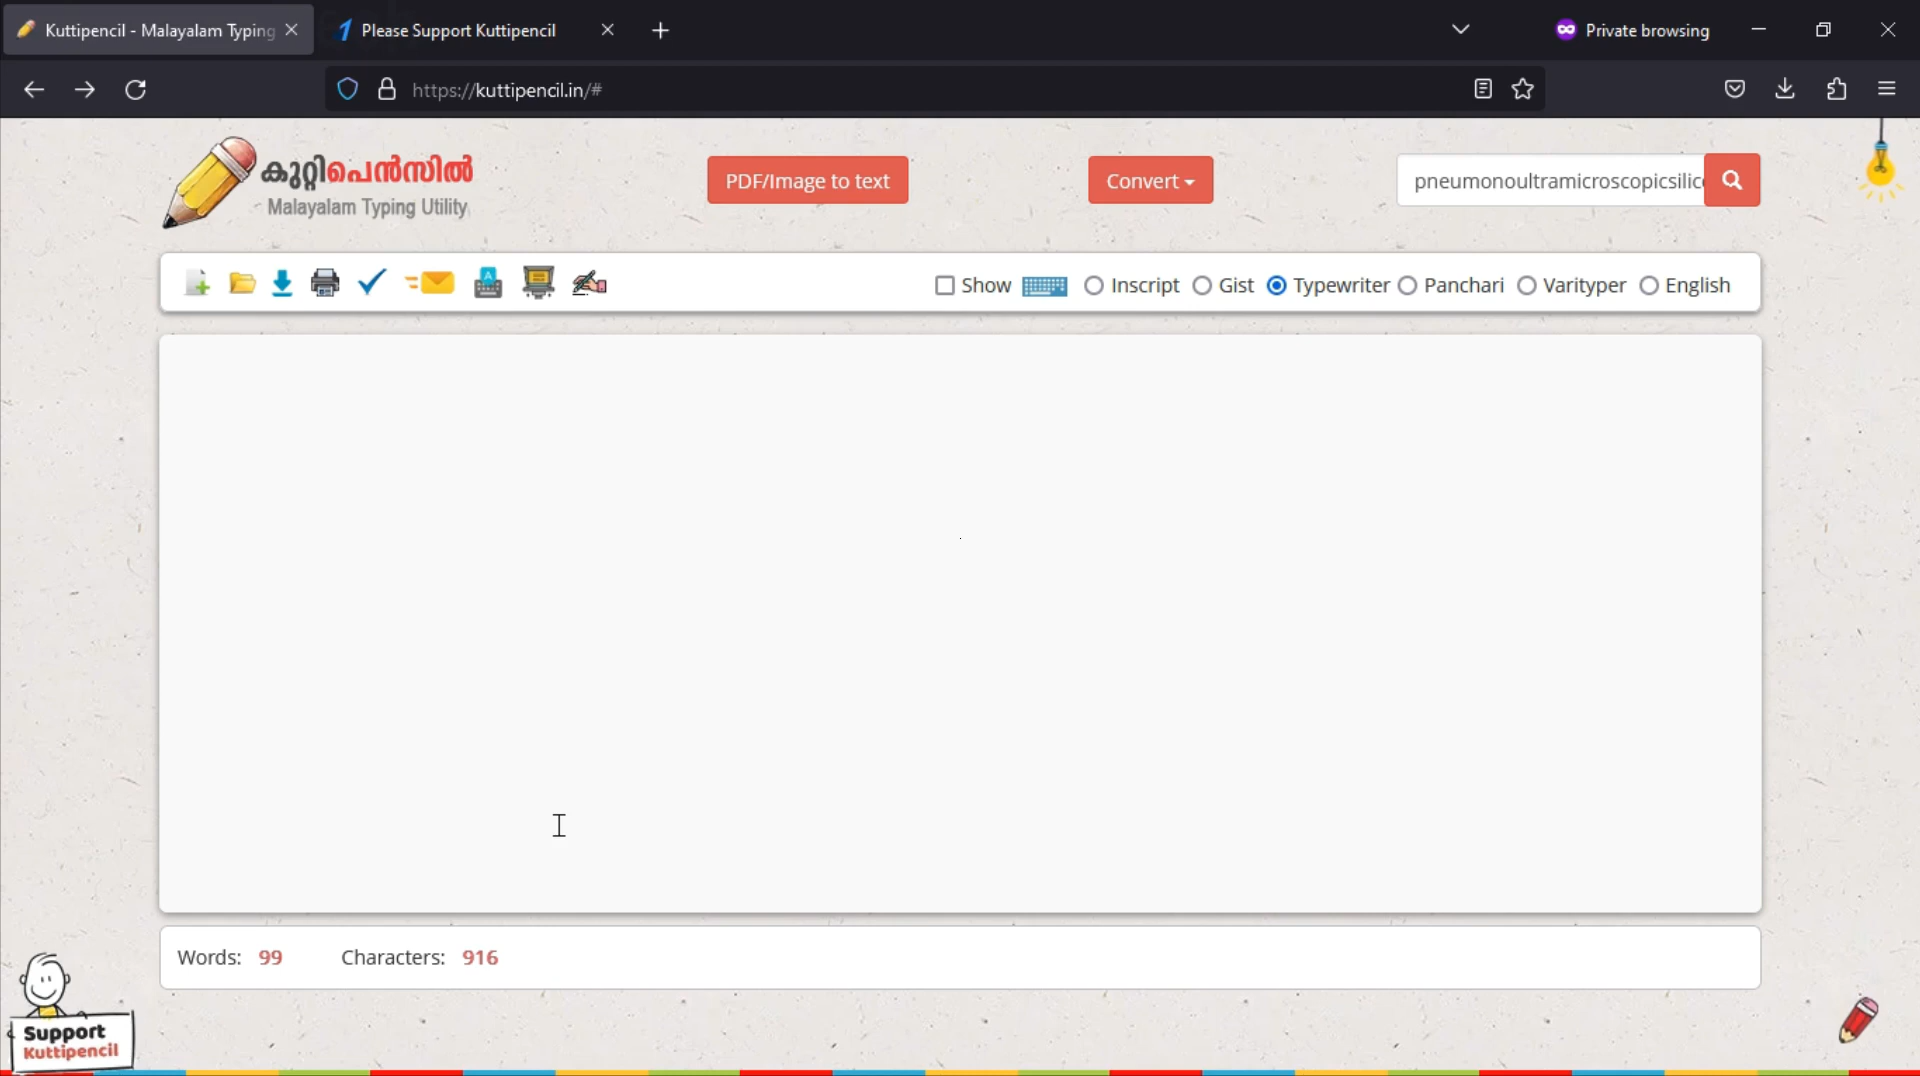 Kuttipencil - Malayalam Typing
Please Support Kuttipencil
Private browsing
https://kuttipencil.in/#
കുറ്റിപെൻസിൽ
Malayalam Typing Utility
PDF/Image to text
Convert
pneumonoultramicroscopicsilic
Show
Inscript
Gist
Typewriter
Panchari
Varityper
English
Words: 99
Characters: 916
Support
Kuttipencil